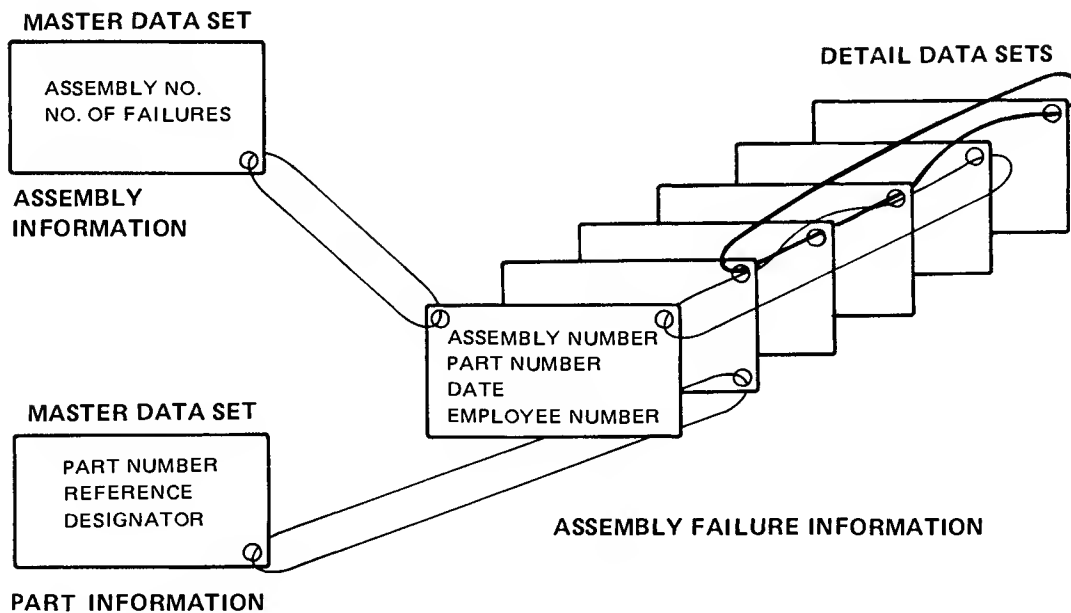 MASTER DATA SET
ASSEMBLY NO.
NO. OF FAILURES
ASSEMBLY
INFORMATION
DETAIL DATA SETS
ASSEMBLY NUMBER
PART NUMBER
DATE
EMPLOYEE NUMBER
MASTER DATA SET
PART NUMBER
REFERENCE
DESIGNATOR
PART INFORMATION
ASSEMBLY FAILURE INFORMATION